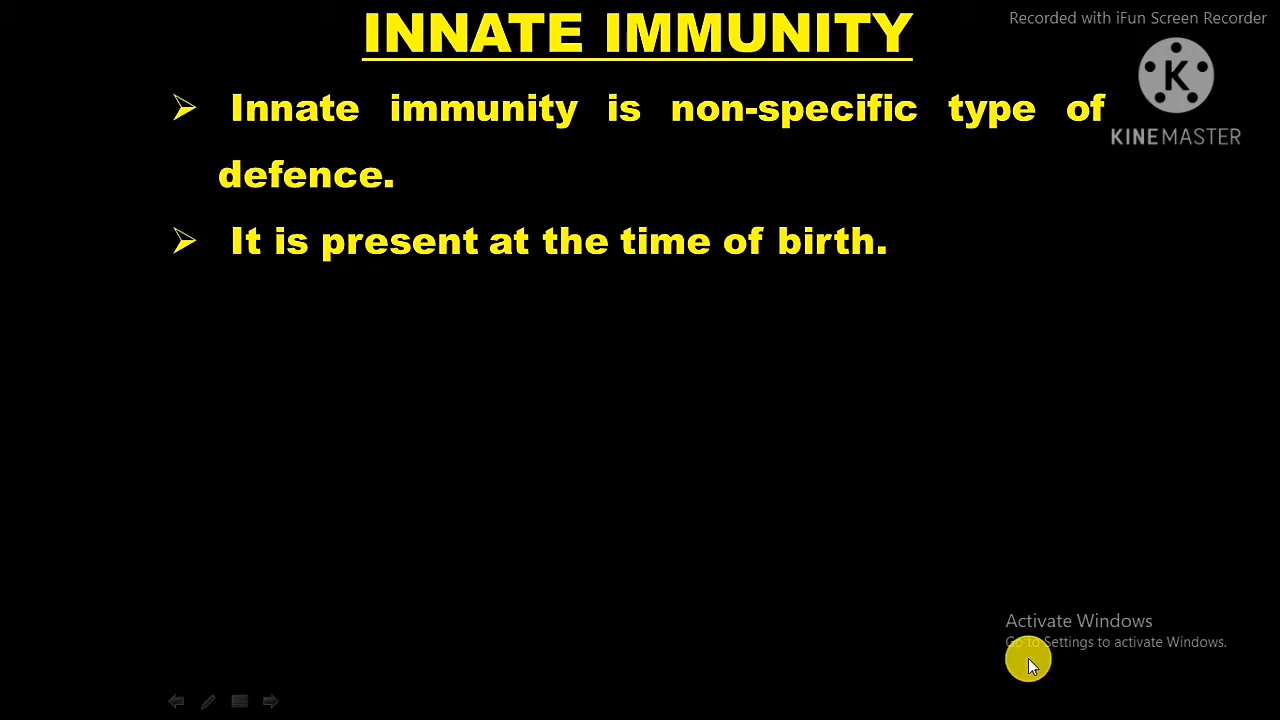 INNATE IMMUNITY
Recorded with iFun Screen Recorder
K
KINEMASTER
➢ Innate immunity is non-specific type of
defence.
➢ It is present at the time of birth.
Activate Windows
Go to Settings to activate Windows.